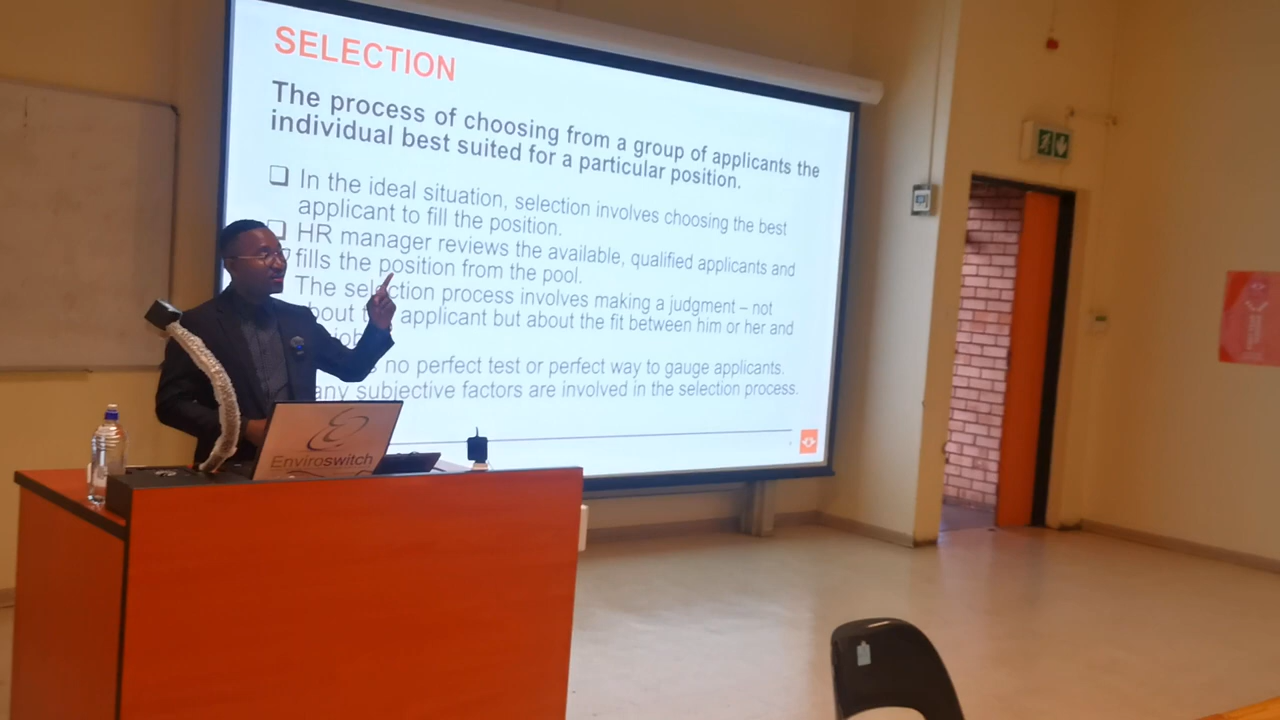 SELECTION
The process of choosing from a group of applicants the
individual best suited for a particular position.
In the ideal situation, selection involves choosing the best
applicant to fill the position.
HR manager reviews the available, qualified applicants and
fills the position from the pool.
The selection process involves making a judgment – not
applicant but about the fit between him or her and
no perfect test or perfect way to gauge applicants.
subjective factors are involved in the selection process.
Enviroswitch